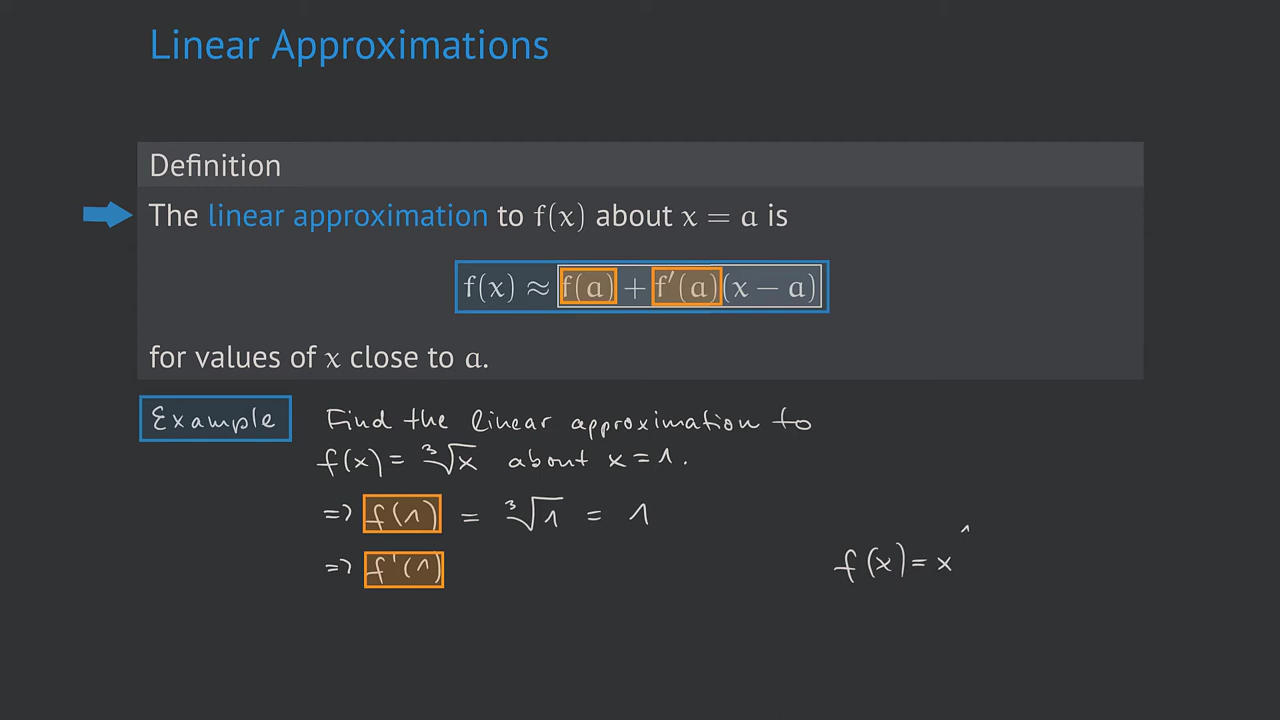 Linear Approximations
Definition
The linear approximation to f(x) about x = a is
f(x) ≈ f(a) + f′(a)(x − a)
for values of x close to a.
Example Find the linear approximation to
f(x) = ∛x about x = 1.
=> f(1) = ∛1 = 1
=> f'(1)
f(x) = x